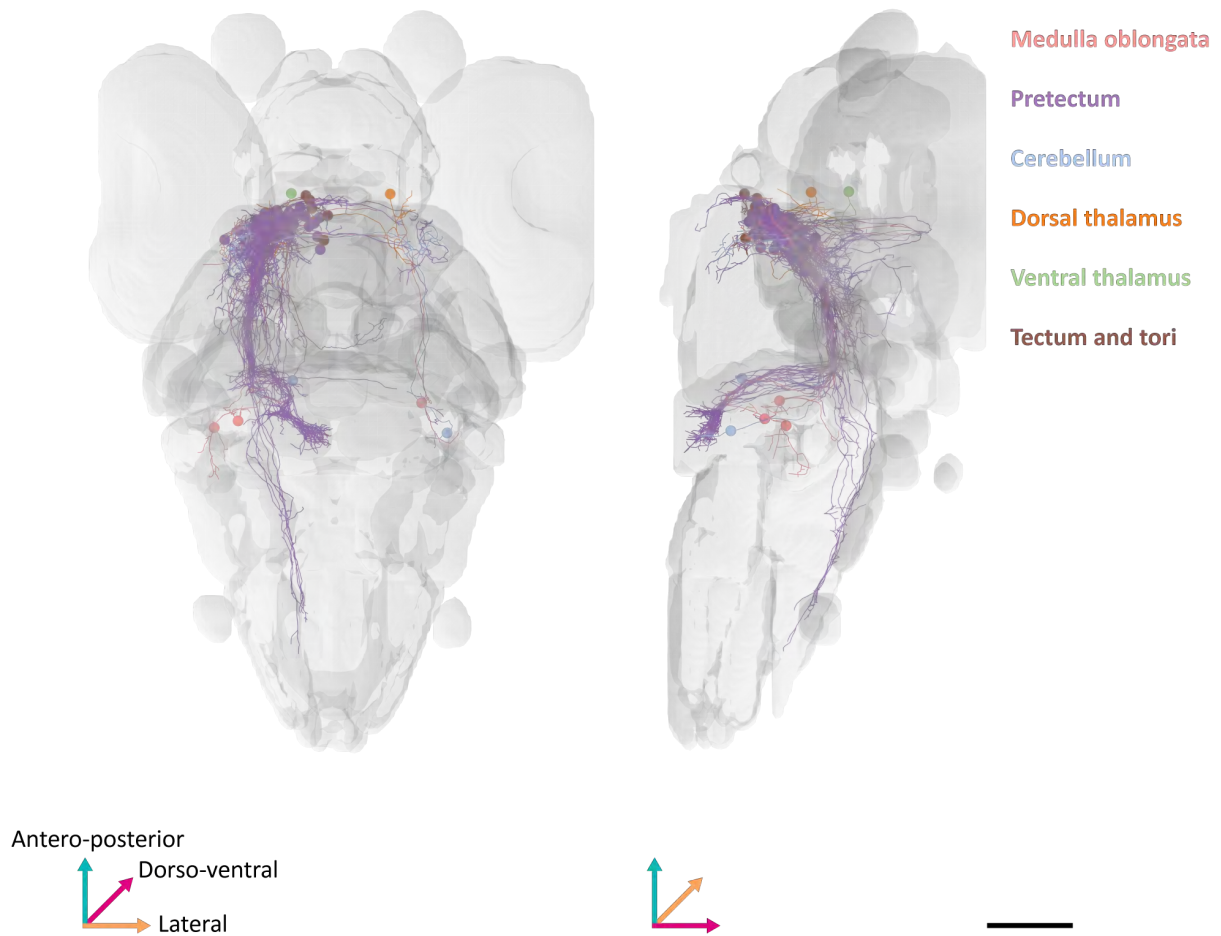 Medulla oblongata
Pretectum
Cerebellum
Dorsal thalamus
Ventral thalamus
Tectum and tori
Antero-posterior
Dorso-ventral
Lateral